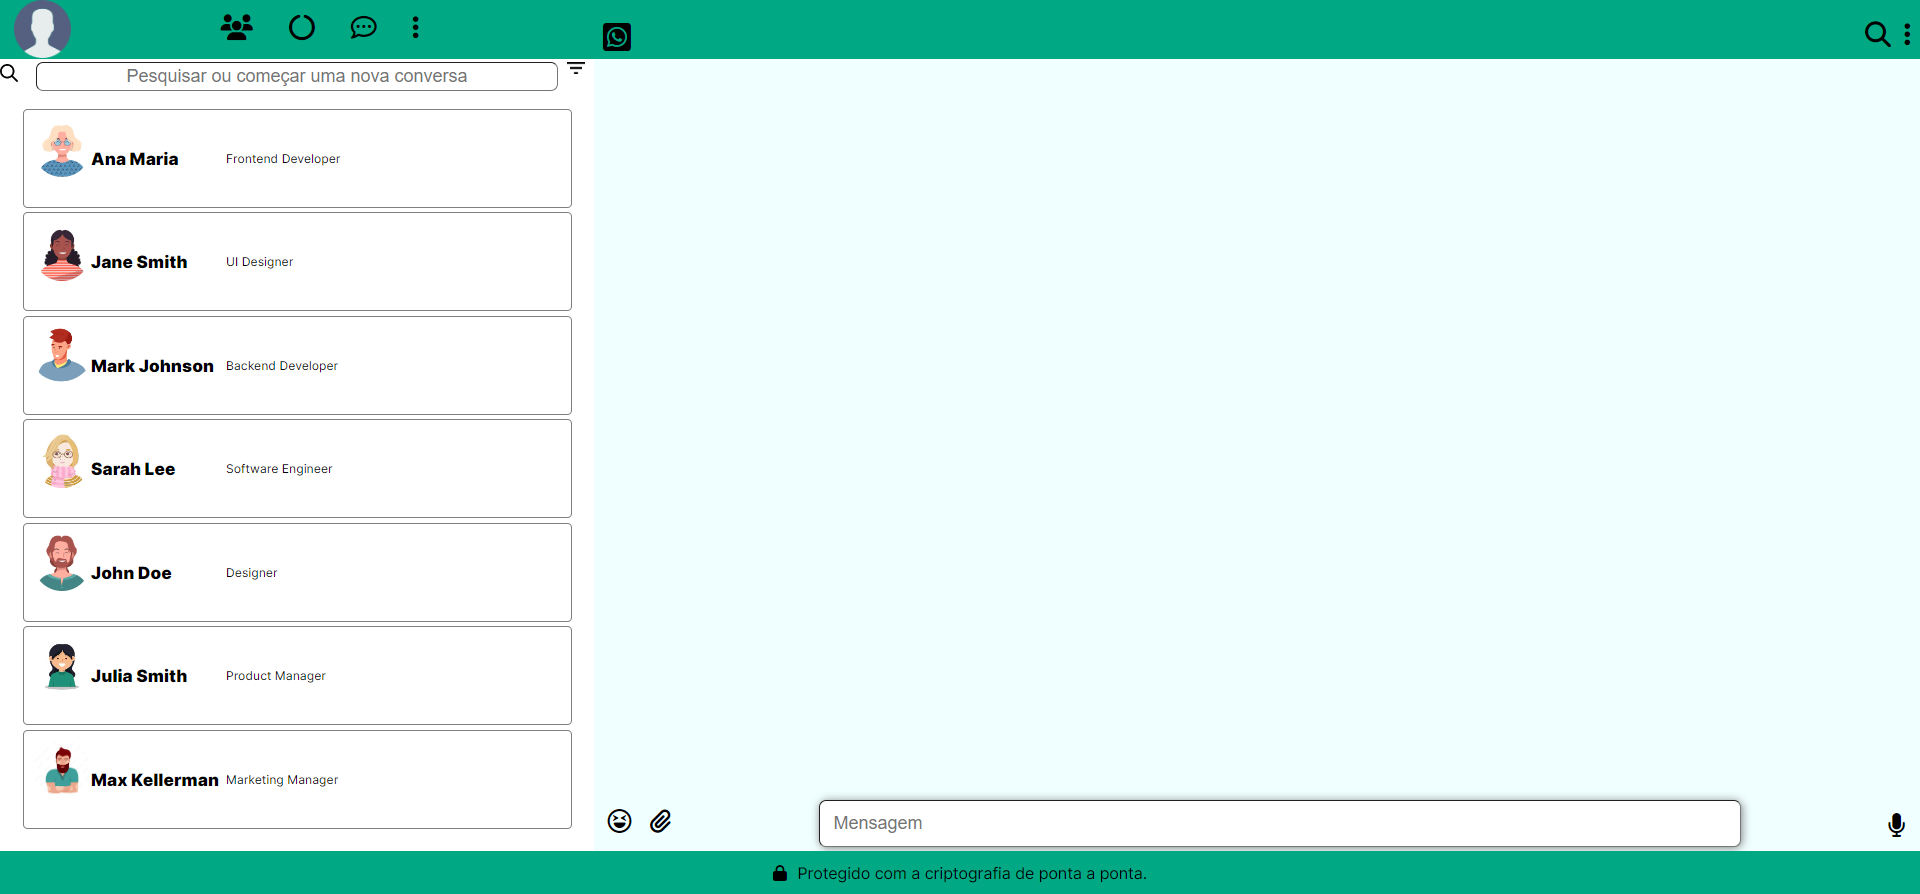 Pesquisar ou começar uma nova conversa
Ana Maria Frontend Developer
Jane Smith UI Designer
Mark Johnson Backend Developer
Sarah Lee Software Engineer
John Doe Designer
Julia Smith Product Manager
Max Kellerman Marketing Manager
Mensagem
Protegido com a criptografia de ponta a ponta.